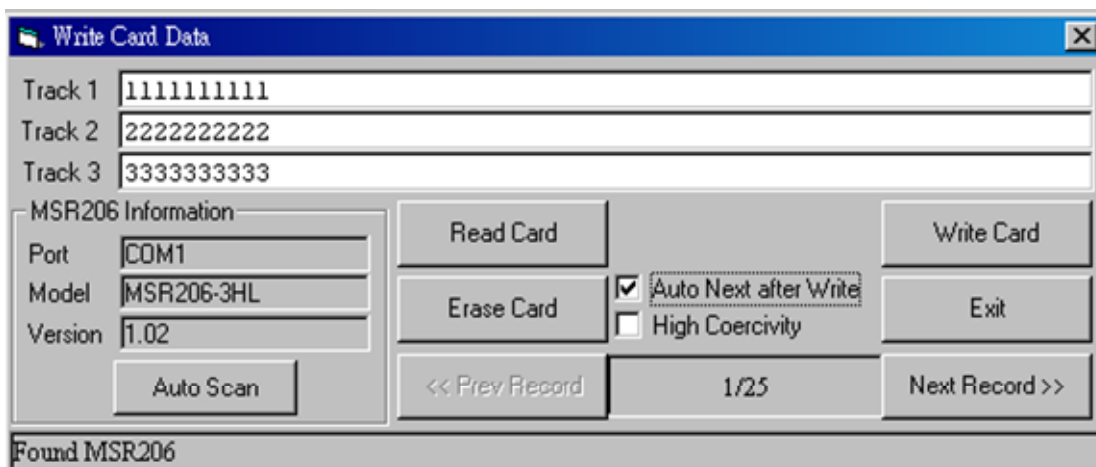 Write Card Data
Track 1 1111111111
Track 2 2222222222
Track 3 3333333333
MSR206 Information
Port COM1
Model MSR206-3HL
Version 1.02
Auto Scan
Read Card
Write Card
Erase Card
Auto Next after Write
High Coercivity
Exit
<< Prev Record
1/25
Next Record >>
Found MSR206